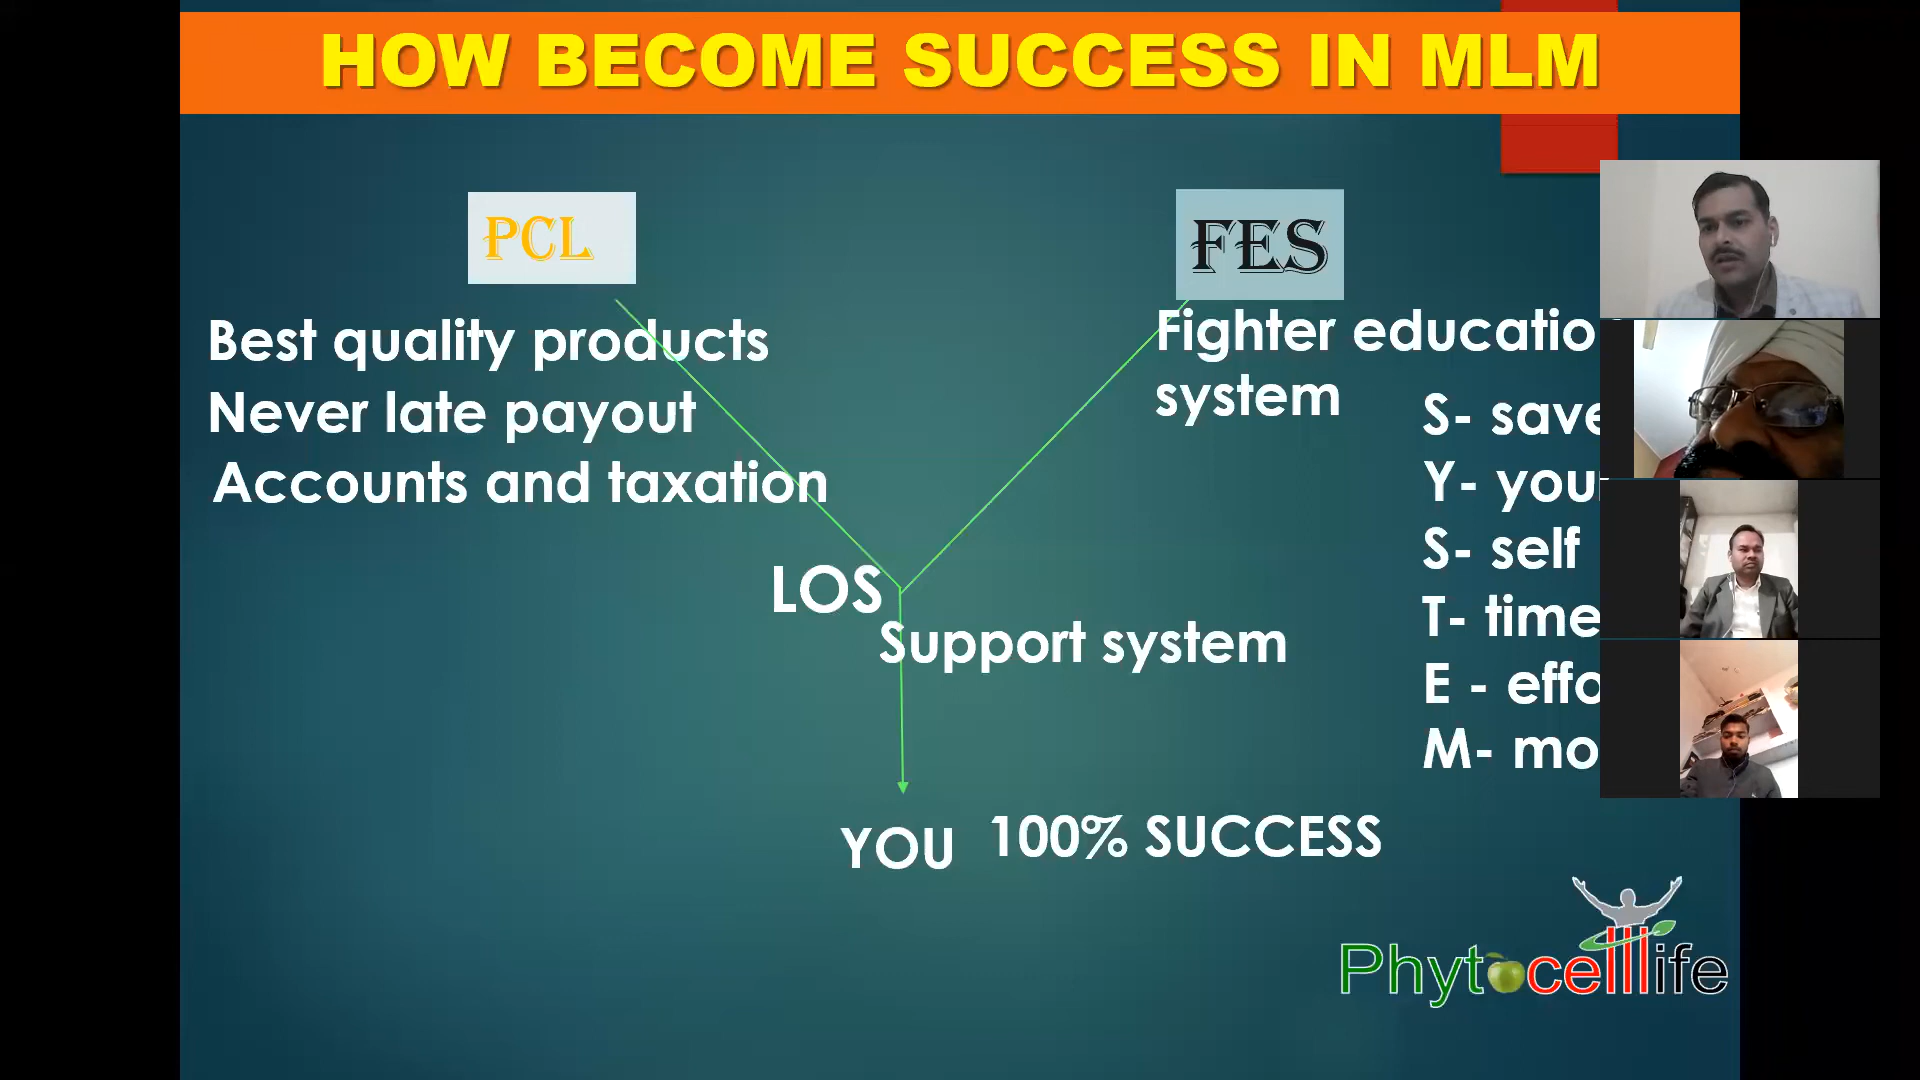 HOW BECOME SUCCESS IN MLM
PCL
FES
Best quality products
Never late payout
Accounts and taxation
Fighter educatio
system
S- save
Y- your
S- self
T- time
E - effo
M- mo
LOS
Support system
YOU
100% SUCCESS
Phytocelllife